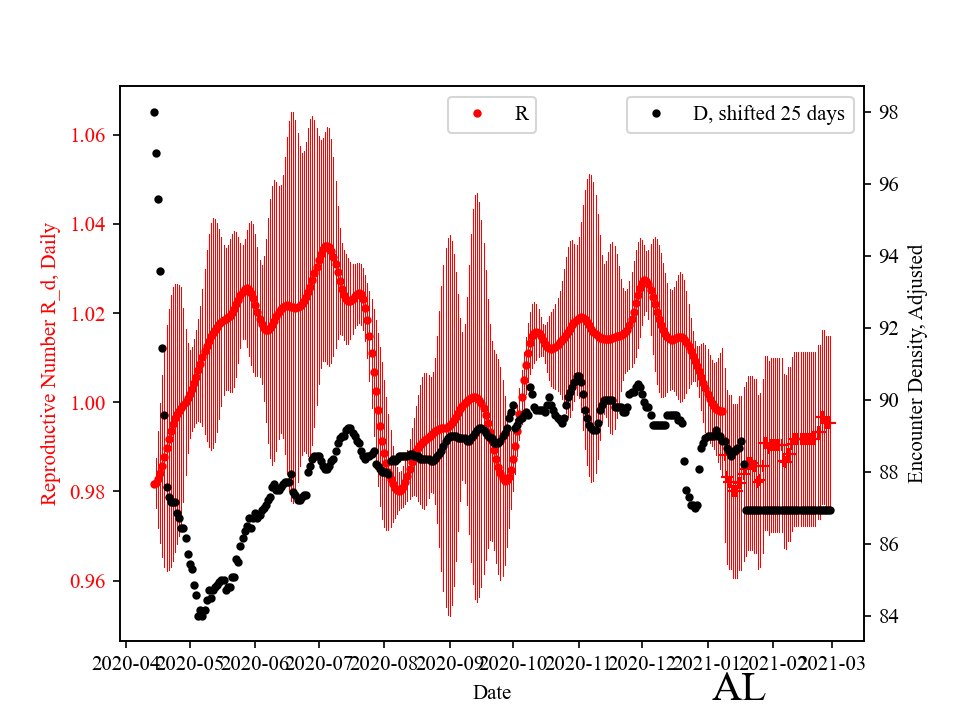 R
D, shifted 25 days
1.06
1.04
1.02
1.00
0.98
0.96
Reproductive Number R_d, Daily
98
96
94
92
90
88
86
84
Encounter Density, Adjusted
2020-04 2020-05 2020-06 2020-07 2020-08 2020-09 2020-10 2020-11 2020-12 2021-01 2021-02 2021-03
Date
AL